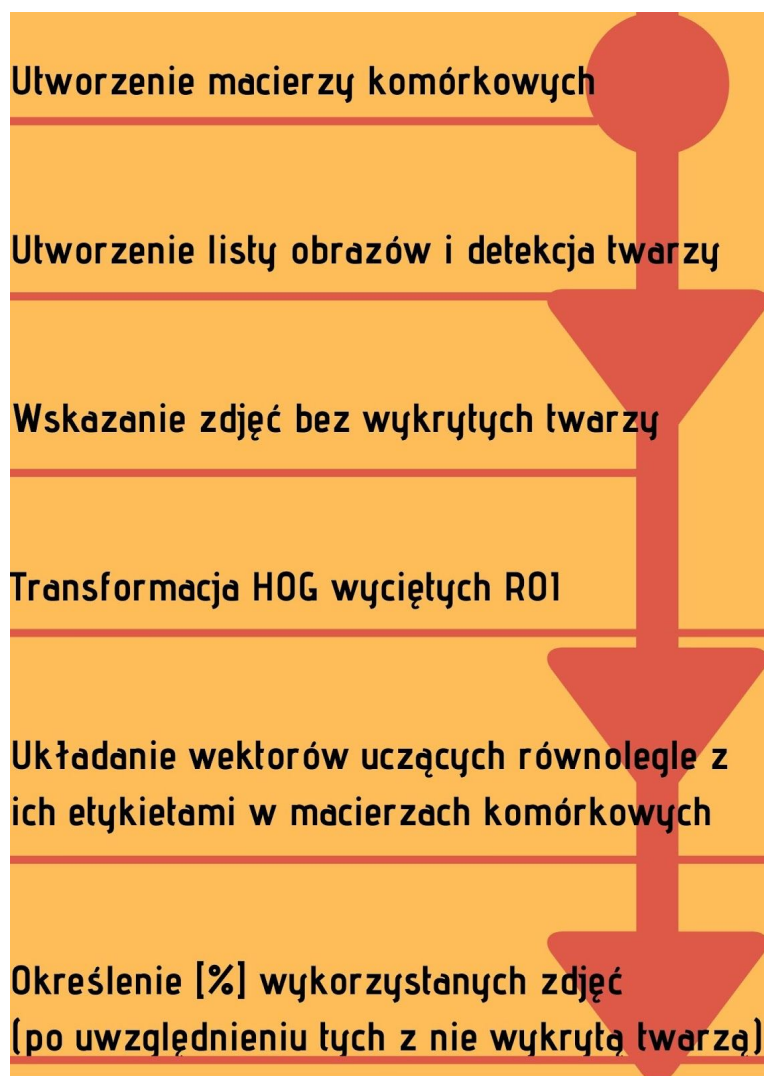 Utworzenie macierzy komórkowych
Utworzenie listy obrazów i detekcja twarzy
Wskazanie zdjęć bez wykrytych twarzy
Transformacja HOG wyciętych ROI
Układanie wektorów uczących równolegle z
ich etykietami w macierzach komórkowych
Określenie [%] wykorzystanych zdjęć
(po uwzględnieniu tych z nie wykrytą twarzą)